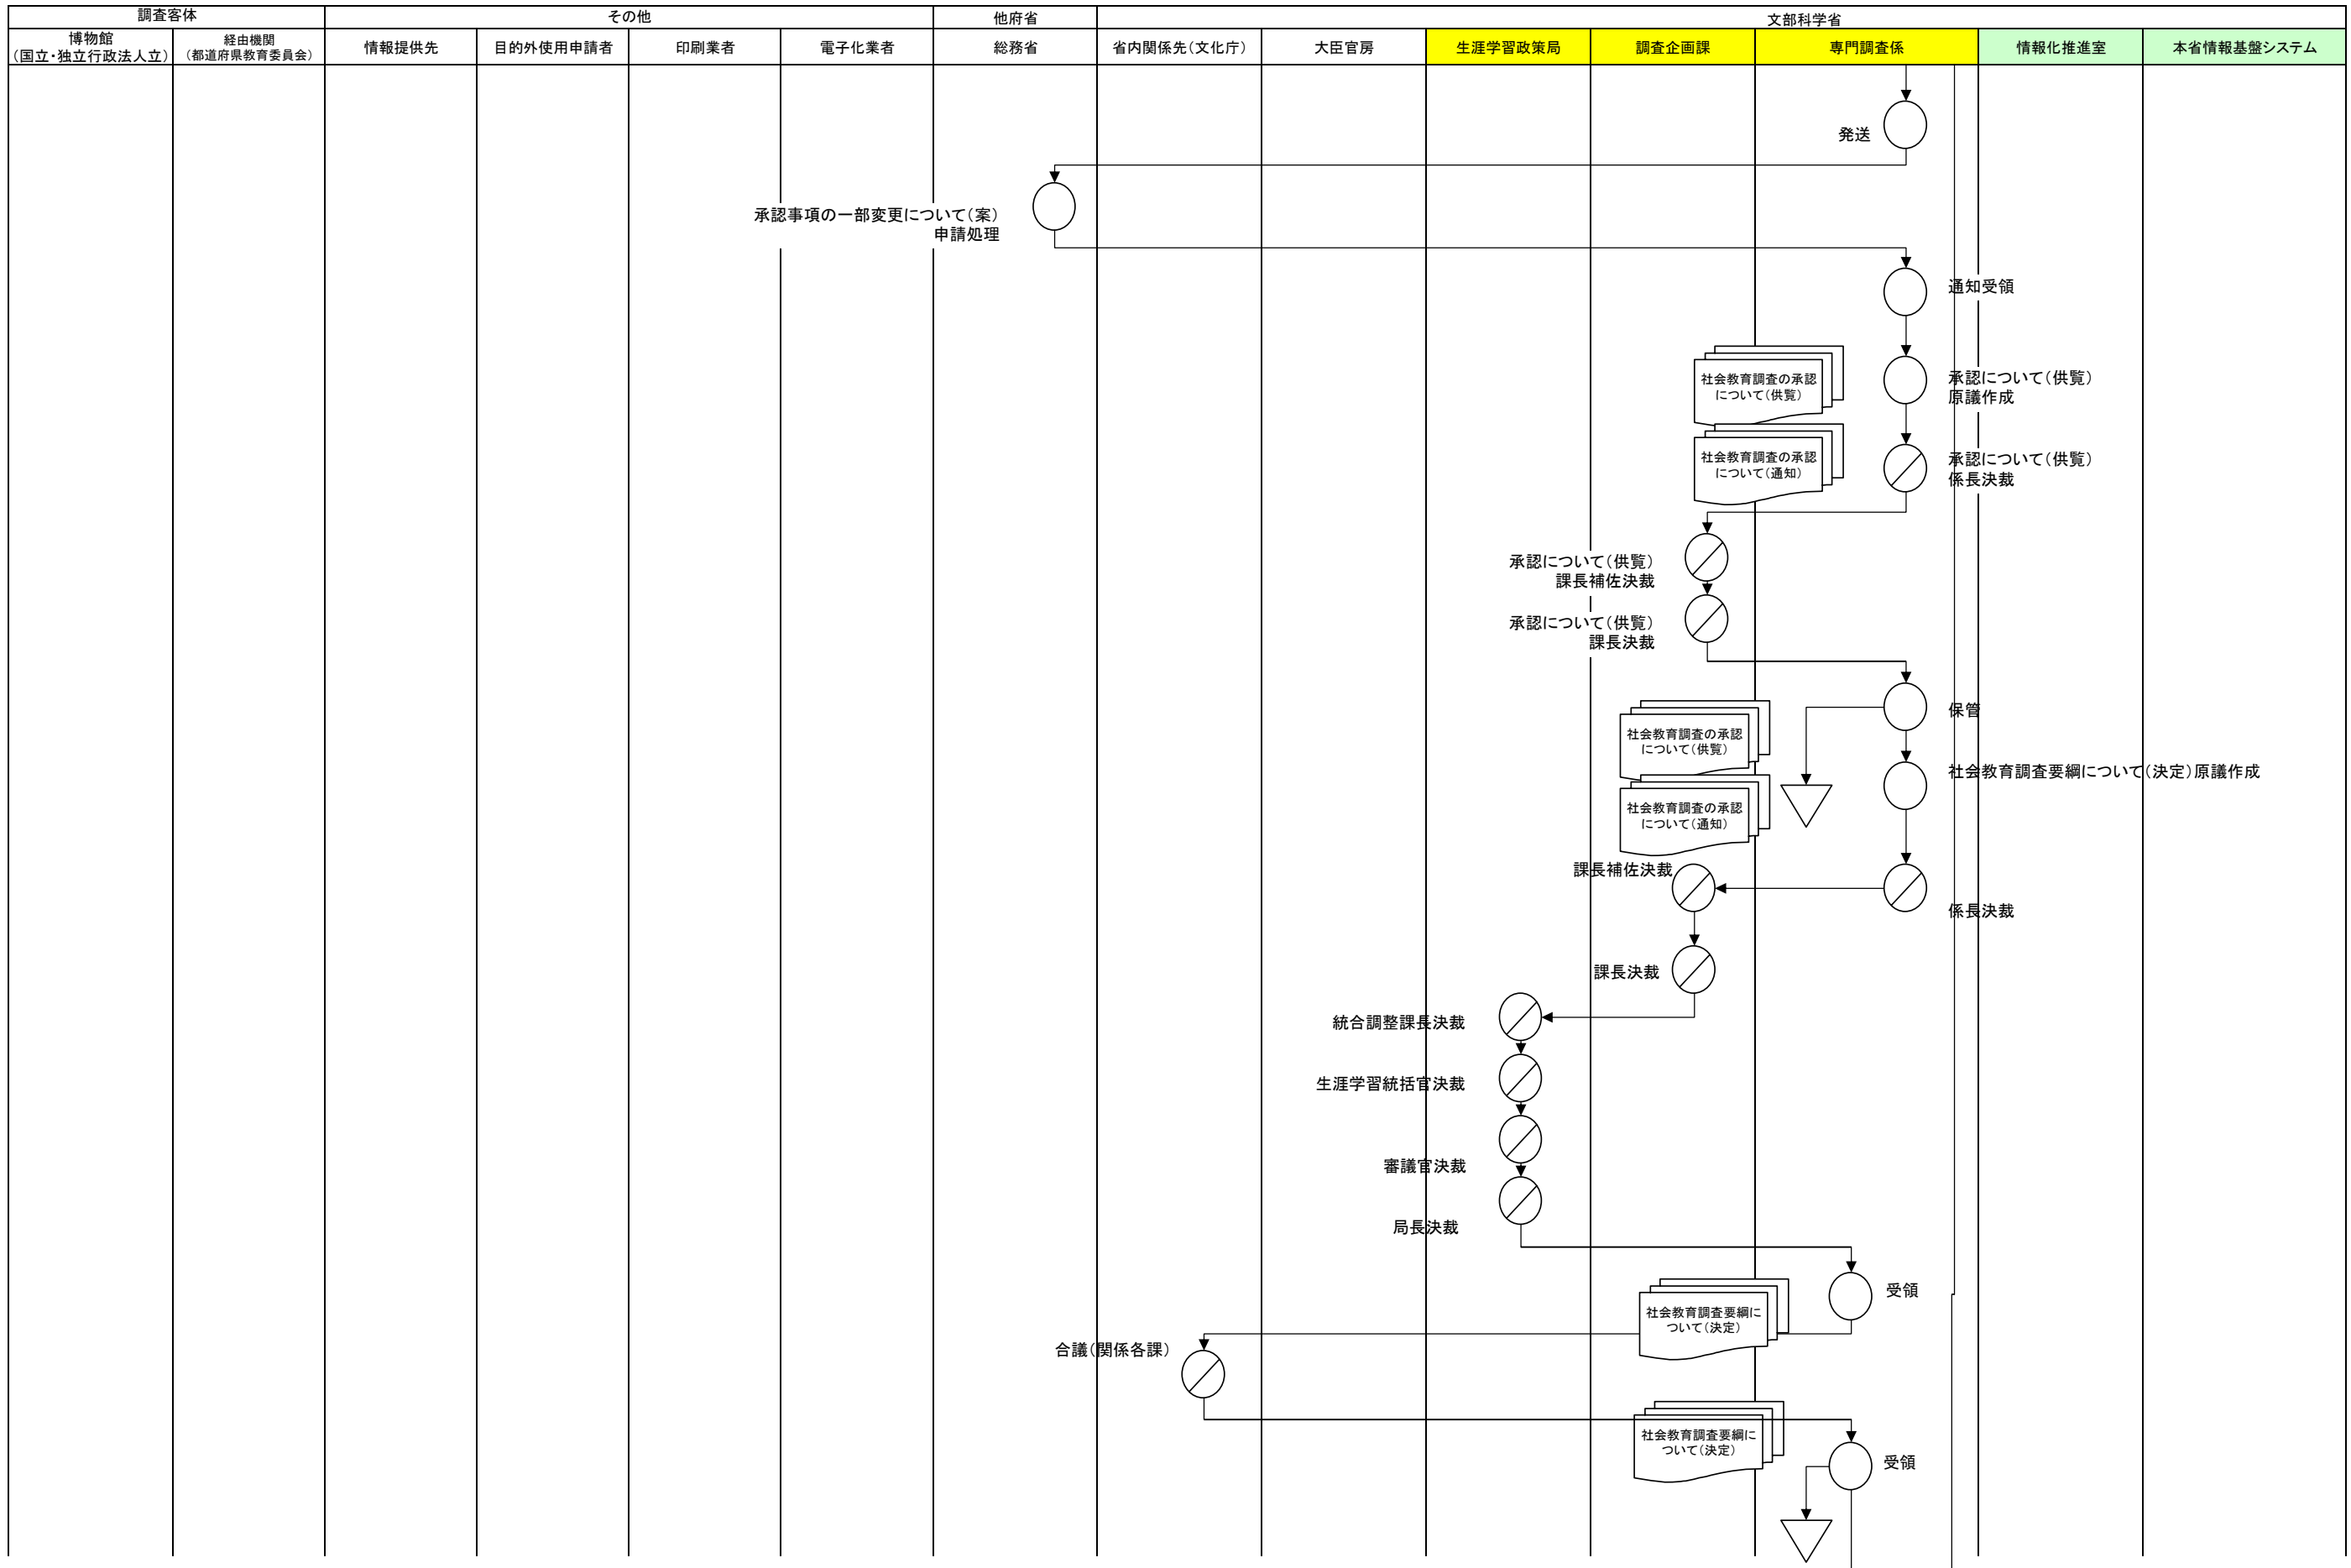 調査客体
その他
他府省
文部科学省
博物館
（国立・独立行政法人立）
経由機関
（都道府県教育委員会）
情報提供先
目的外使用申請者
印刷業者
電子化業者
総務省
省内関係先（文化庁）
大臣官房
生涯学習政策局
調査企画課
専門調査係
情報化推進室
本省情報基盤システム
発送
承認事項の一部変更について（案）
申請処理
通知受領
社会教育調査の承認
について（供覧）
承認について（供覧）
原議作成
社会教育調査の承認
について（通知）
承認について（供覧）
係長決裁
承認について（供覧）
課長補佐決裁
承認について（供覧）
課長決裁
保管
社会教育調査の承認
について（供覧）
社会教育調査要綱について（決定）原議作成
社会教育調査の承認
について（通知）
課長補佐決裁
係長決裁
課長決裁
統合調整課長決裁
生涯学習統括官決裁
審議官決裁
局長決裁
受領
社会教育調査要綱に
ついて（決定）
合議（関係各課）
社会教育調査要綱に
ついて（決定）
受領